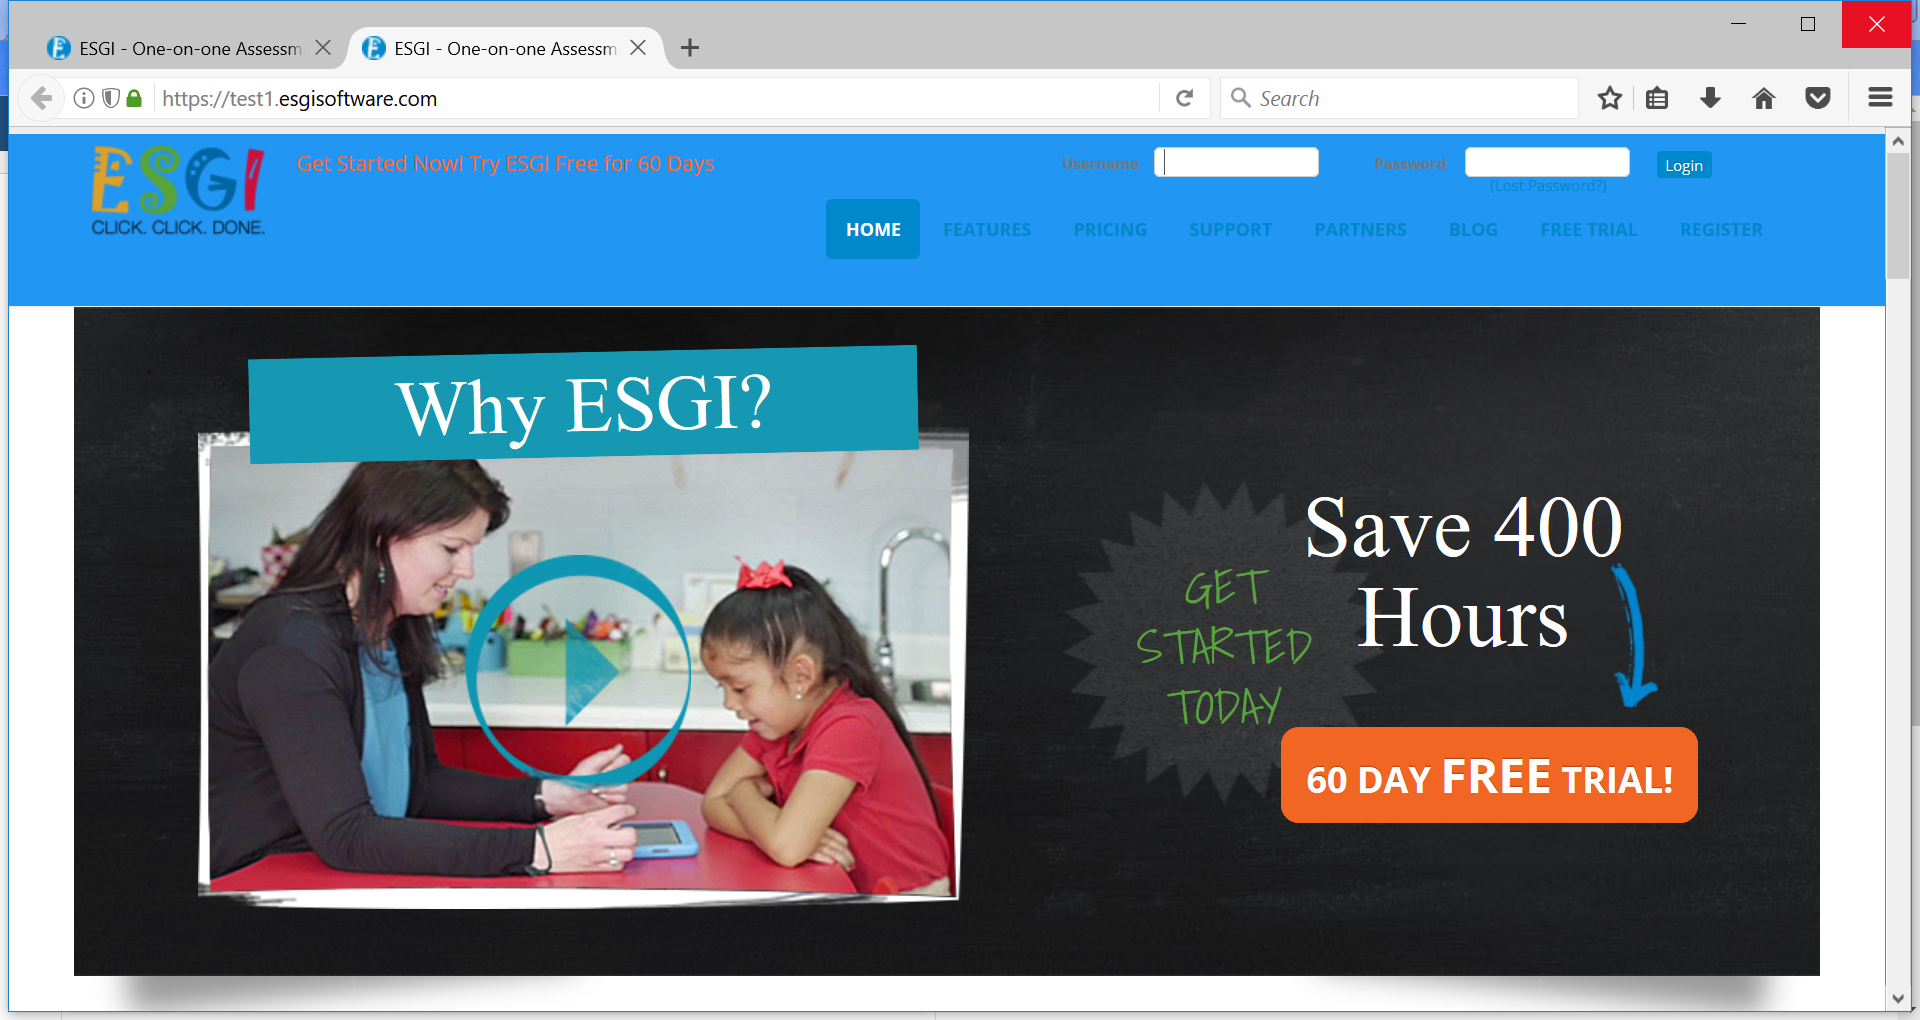 ESGI - One-on-one Assessm
ESGI - One-on-one Assessm
https://test1.esgisoftware.com
Search
ESGI
CLICK. CLICK. DONE.
Get Started Now! Try ESGI Free for 60 Days
Username
Password
Login
(Lost Password?)
HOME FEATURES PRICING SUPPORT PARTNERS BLOG FREE TRIAL REGISTER
Why ESGI?
Save 400
Hours
GET
STARTED
TODAY
60 DAY FREE TRIAL!